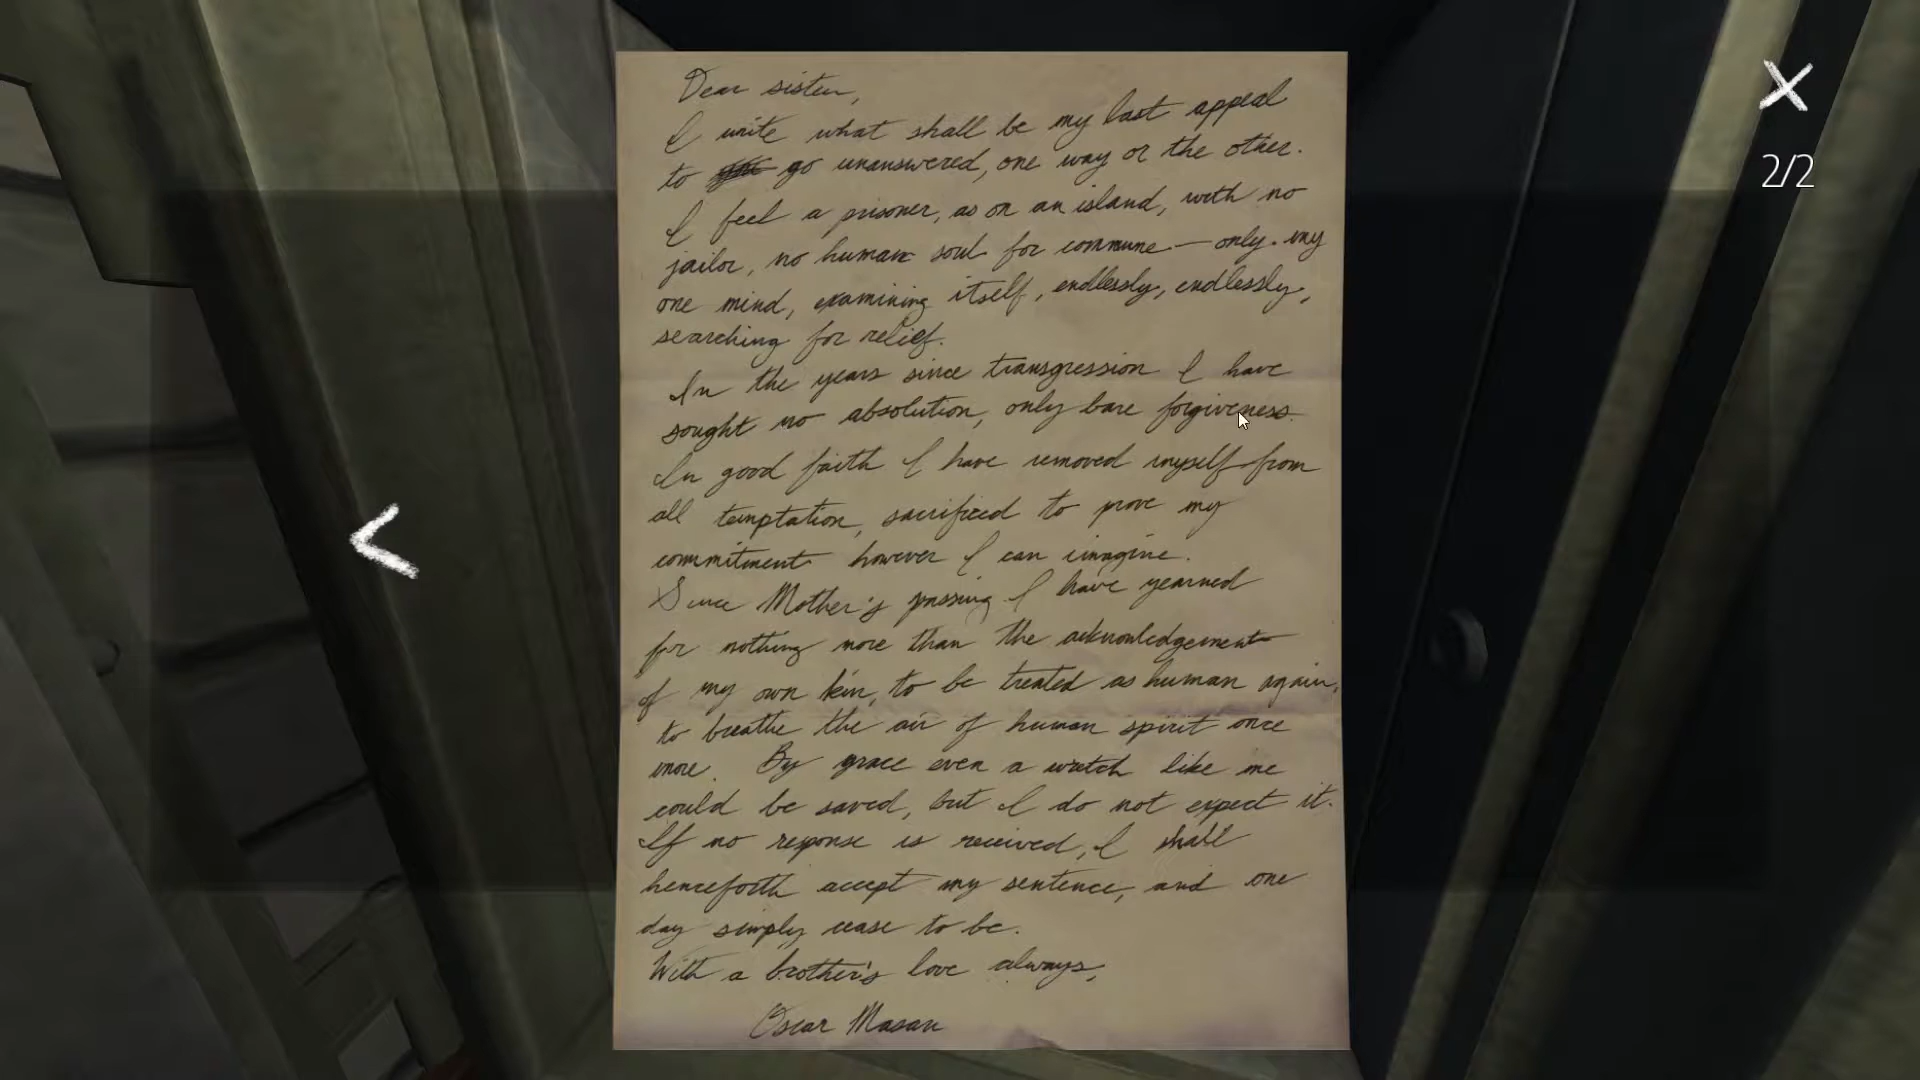 Dear sister,
I write what shall be my last appeal
to go unanswered, one way or the other.
I feel a prisoner, as on an island, with no
jailor, no human soul for commune — only my
one mind, examining itself, endlessly, endlessly,
searching for relief.
In the years since transgression I have
sought no absolution, only bare forgiveness.
In good faith I have removed myself from
all temptation, sacrificed to prove my
commitment however I can imagine.
Since Mother's passing I have yearned
for nothing more than the acknowledgement
of my own kin, to be treated as human again,
to breathe the air of human spirit once
more. By grace even a wretch like me
could be saved, but I do not expect it.
If no reponse is received, I shall
henceforth accept my sentence, and one
day simply cease to be.
With a brother's love always,
Oscar Masan
2/2